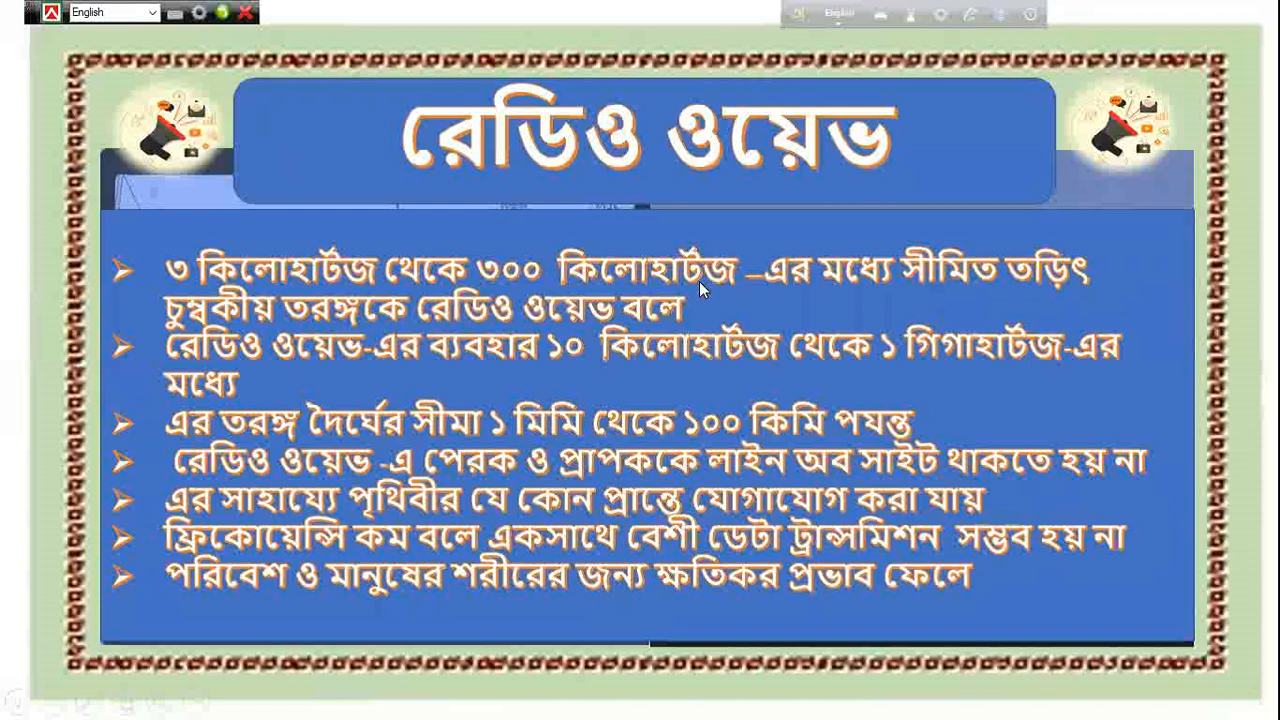 English
English
রেডিও ওয়েভ
৩ কিলোহার্টজ থেকে ৩০০ কিলোহার্টজ –এর মধ্যে সীমিত তড়িৎ
চুম্বকীয় তরঙ্গকে রেডিও ওয়েভ বলে
রেডিও ওয়েভ-এর ব্যবহার ১০ কিলোহার্টজ থেকে ১ গিগাহার্টজ-এর
মধ্যে
এর তরঙ্গ দৈর্ঘের সীমা ১ মিমি থেকে ১০০ কিমি পযন্ত
রেডিও ওয়েভ -এ পেরক ও প্রাপককে লাইন অব সাইট থাকতে হয় না
এর সাহায্যে পৃথিবীর যে কোন প্রান্তে যোগাযোগ করা যায়
ফ্রিকোয়েন্সি কম বলে একসাথে বেশী ডেটা ট্রান্সমিশন সম্ভব হয় না
পরিবেশ ও মানুষের শরীরের জন্য ক্ষতিকর প্রভাব ফেলে